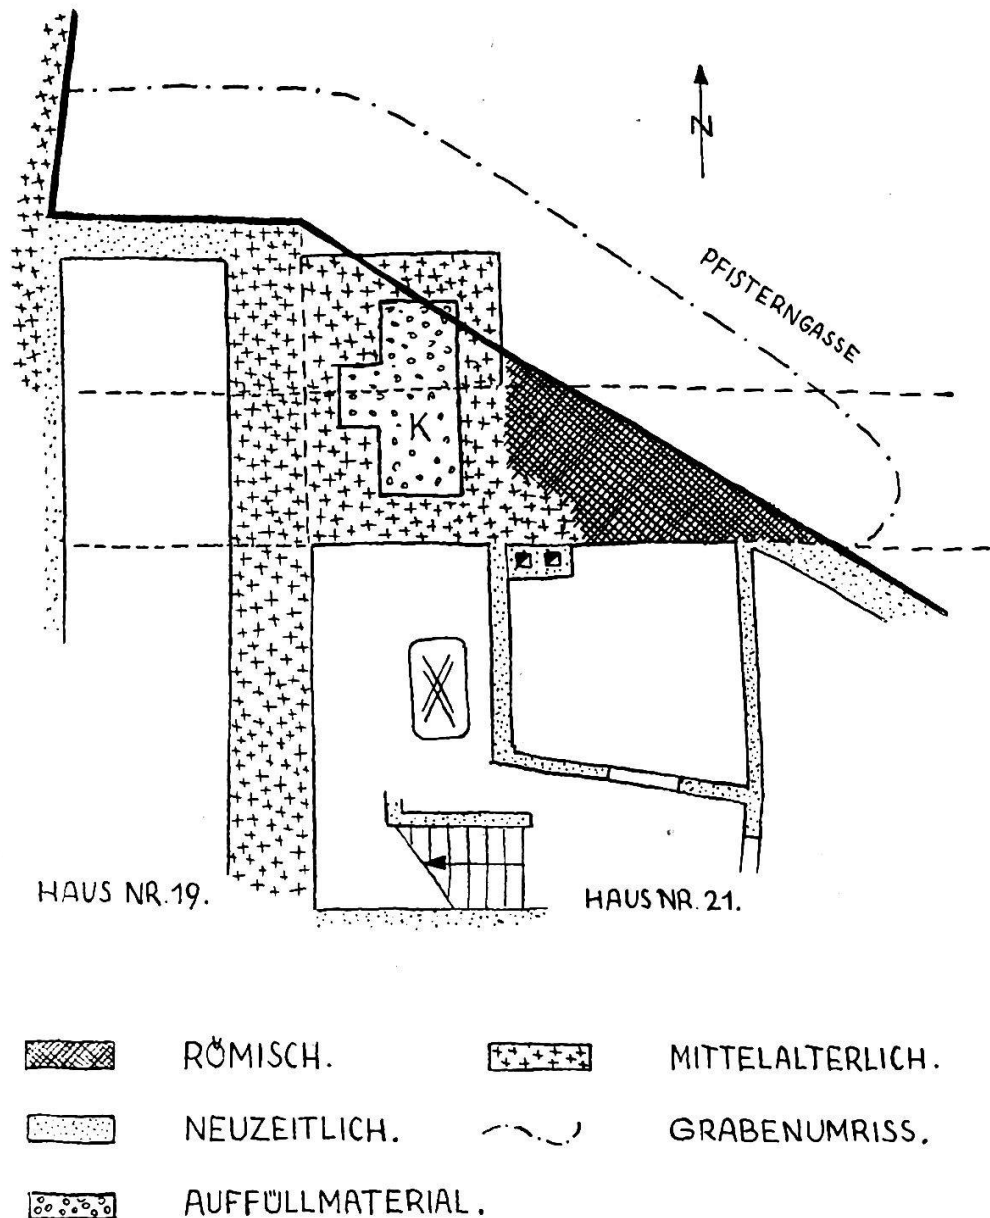 N
PFISTERNGASSE
K
HAUS NR. 19.
HAUS NR. 21.
RÖMISCH.
MITTELALTERLICH.
NEUZEITLICH.
GRABENUMRISS.
AUFFÜLLMATERIAL.